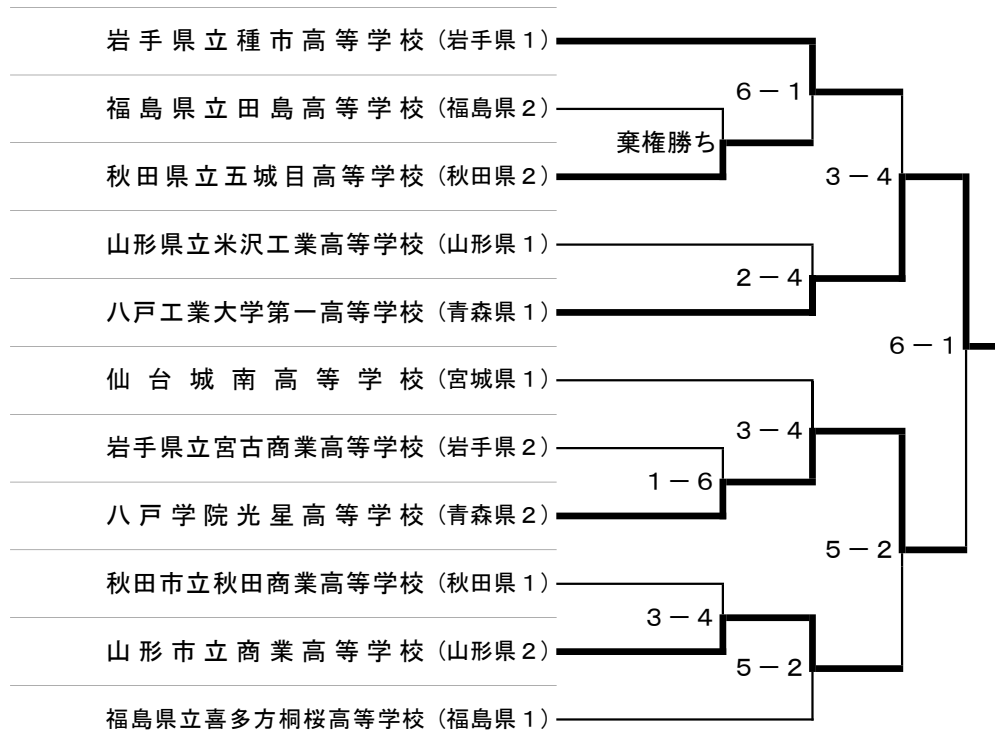 岩手県立種市高等学校（岩手県１）
６－１
福島県立田島高等学校（福島県２）
棄権勝ち
秋田県立五城目高等学校（秋田県２）
３－４
山形県立米沢工業高等学校（山形県１）
２－４
八戸工業大学第一高等学校（青森県１）
６－１
仙台城南高等学校（宮城県１）
３－４
岩手県立宮古商業高等学校（岩手県２）
１－６
八戸学院光星高等学校（青森県２）
５－２
秋田市立秋田商業高等学校（秋田県１）
３－４
山形市立商業高等学校（山形県２）
５－２
福島県立喜多方桐桜高等学校（福島県１）